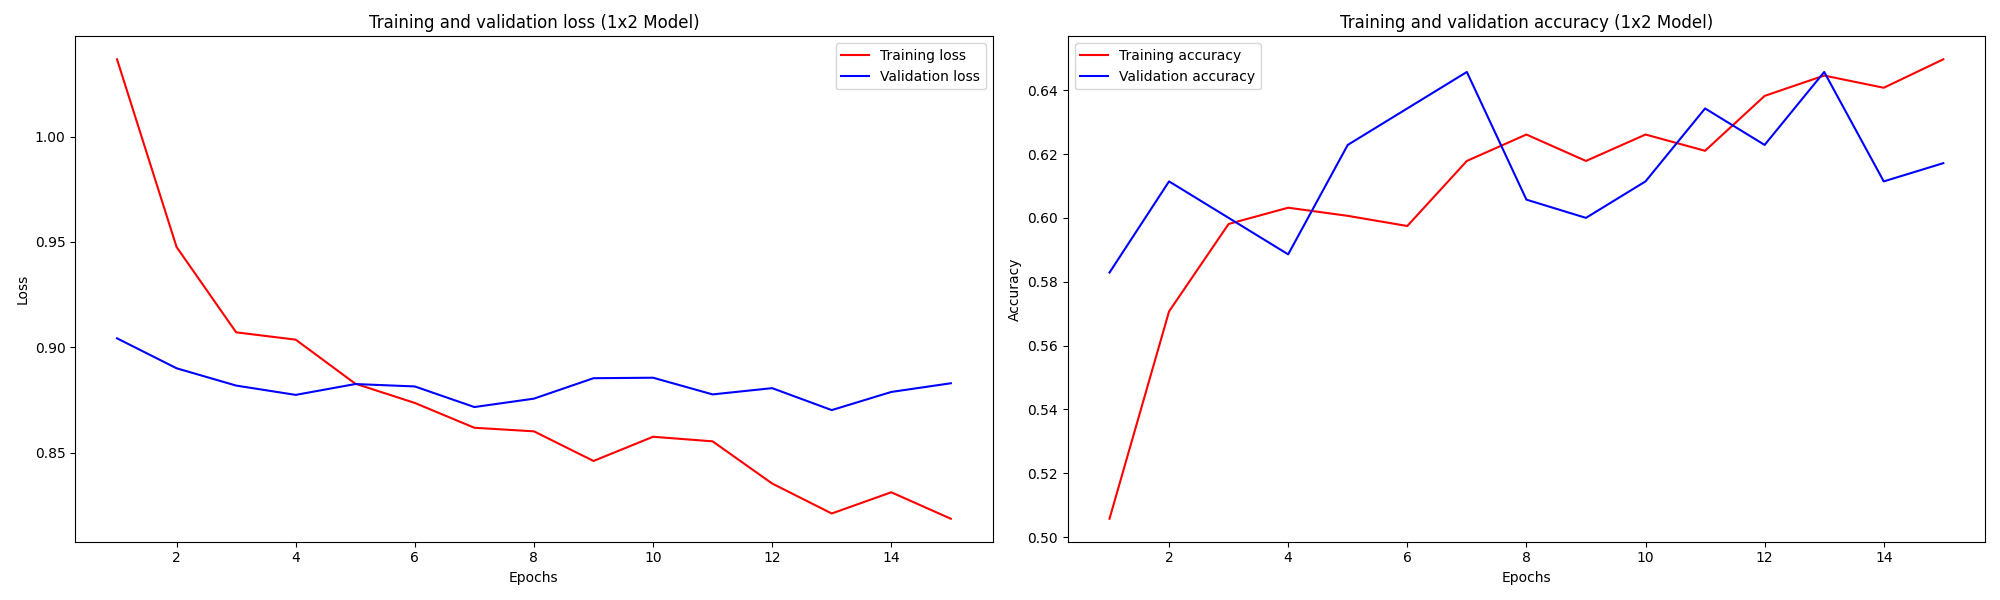 Training and validation loss (1x2 Model)
Training loss
Validation loss
1.00
0.95
0.90
0.85
Loss
2 4 6 8 10 12 14
Epochs
Training and validation accuracy (1x2 Model)
Training accuracy
Validation accuracy
0.64
0.62
0.60
0.58
0.56
0.54
0.52
0.50
Accuracy
2 4 6 8 10 12 14
Epochs